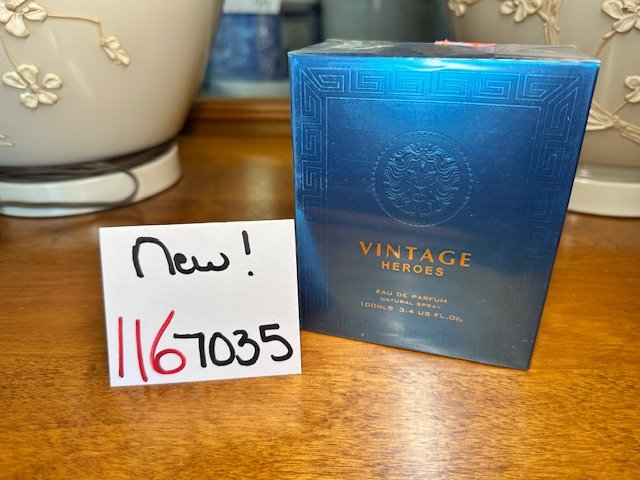 new!
1167035
VINTAGE
HEROES
EAU DE PARFUM
NATURAL SPRAY
100ML℮ 3.4 US FL.Oz.